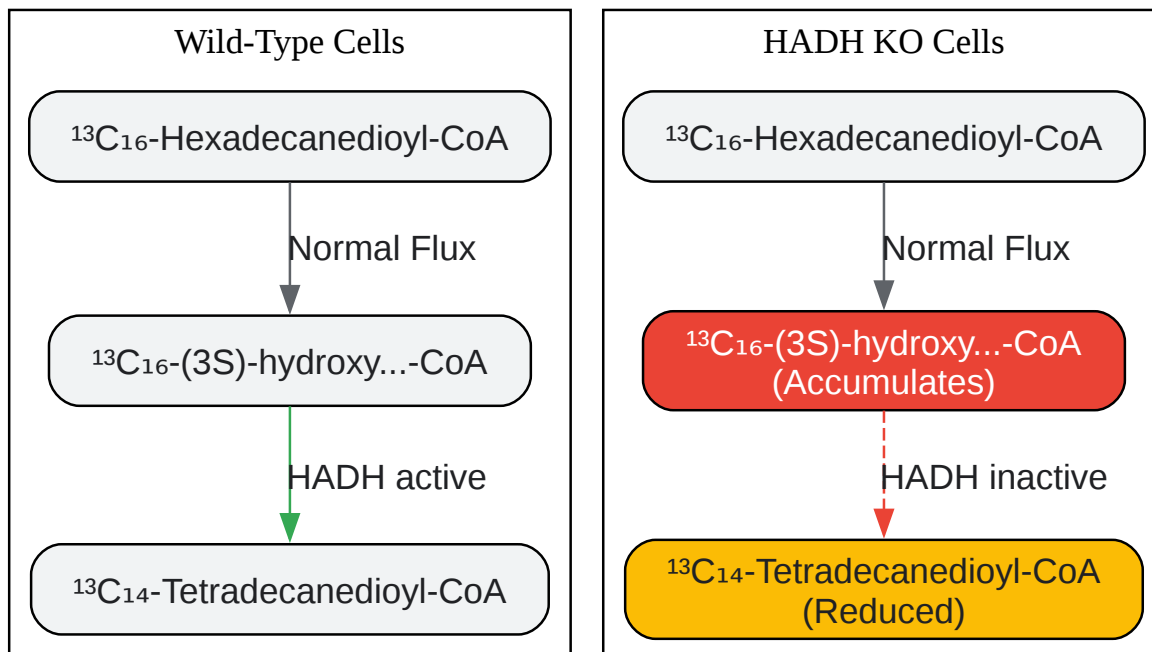 Wild-Type Cells
¹³C₁₆-Hexadecanedioyl-CoA
Normal Flux
¹³C₁₆-(3S)-hydroxy...-CoA
HADH active
¹³C₁₄-Tetradecanedioyl-CoA
HADH KO Cells
¹³C₁₆-Hexadecanedioyl-CoA
Normal Flux
¹³C₁₆-(3S)-hydroxy...-CoA
(Accumulates)
HADH inactive
¹³C₁₄-Tetradecanedioyl-CoA
(Reduced)